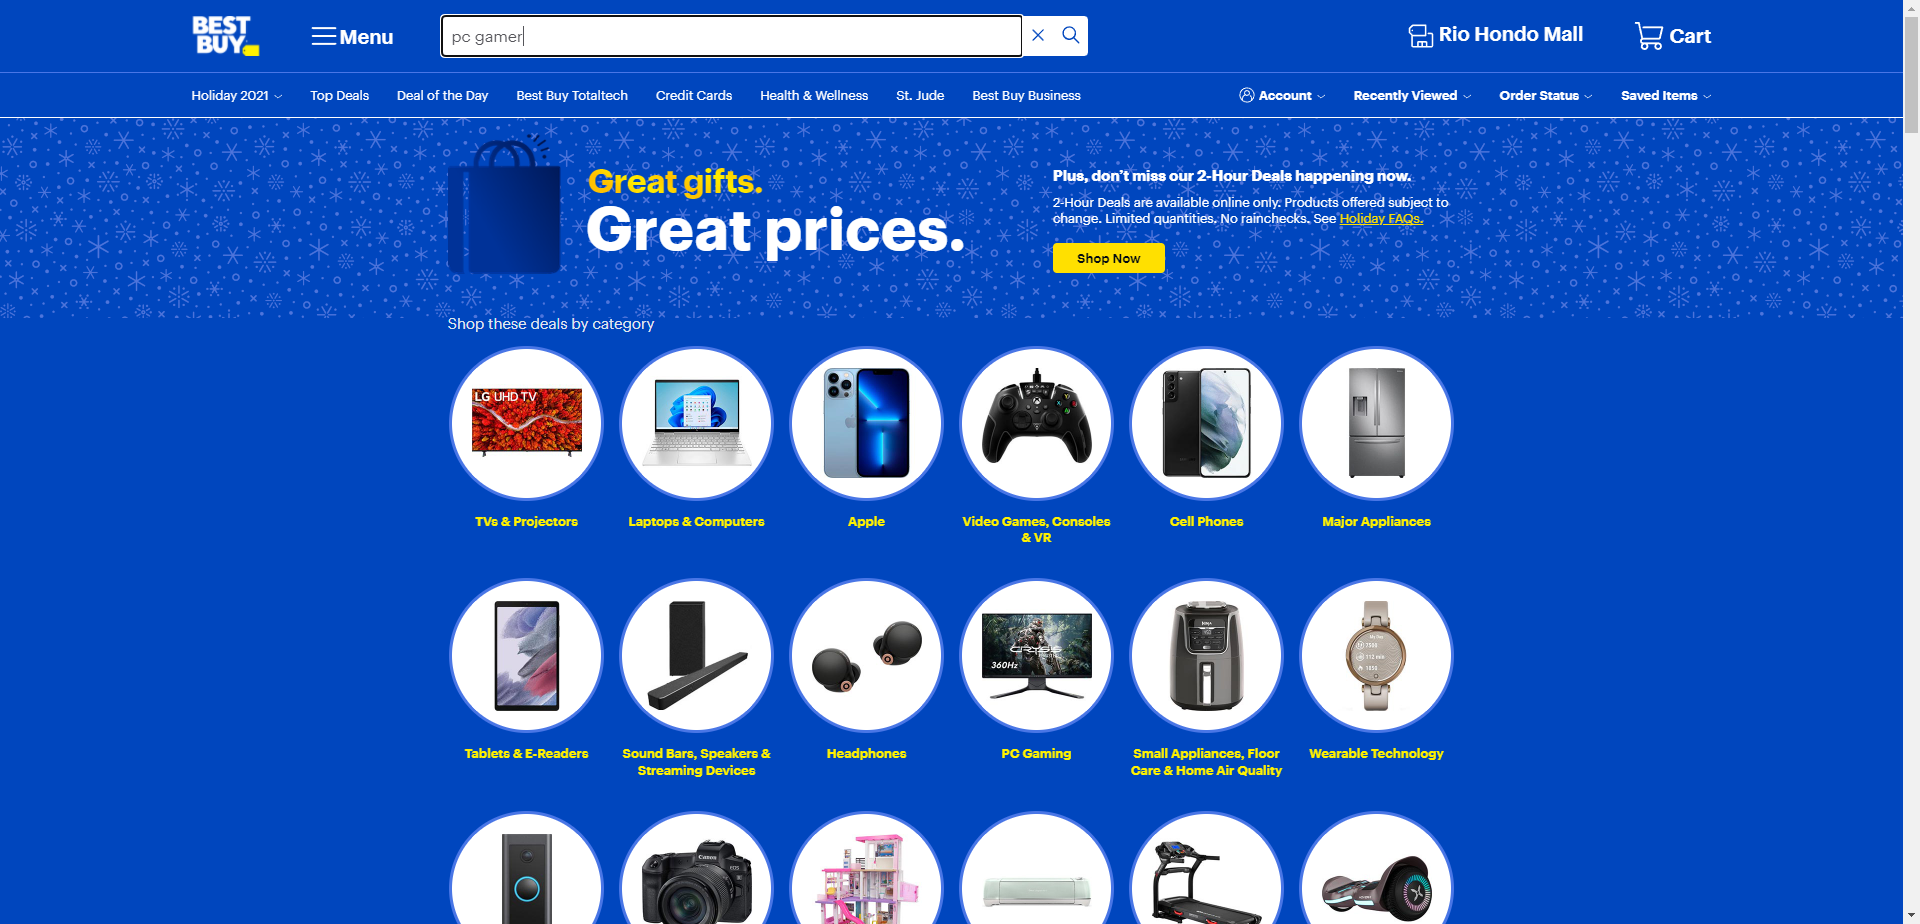 BEST
BUY
Menu
pc gamer
Rio Hondo Mall
Cart
Holiday 2021
Top Deals
Deal of the Day
Best Buy Totaltech
Credit Cards
Health & Wellness
St. Jude
Best Buy Business
Account
Recently Viewed
Order Status
Saved Items
Great gifts.
Great prices.
Plus, don't miss our 2-Hour Deals happening now.
2-Hour Deals are available online only. Products offered subject to
change. Limited quantities. No rainchecks. See Holiday FAQs.
Shop Now
Shop these deals by category
LG UHD TV
TVs & Projectors
Laptops & Computers
Apple
Video Games, Consoles
& VR
Cell Phones
Major Appliances
CRYSIS
360Hz
Tablets & E-Readers
Sound Bars, Speakers &
Streaming Devices
Headphones
PC Gaming
Small Appliances, Floor
Care & Home Air Quality
Wearable Technology
Canon
EOS